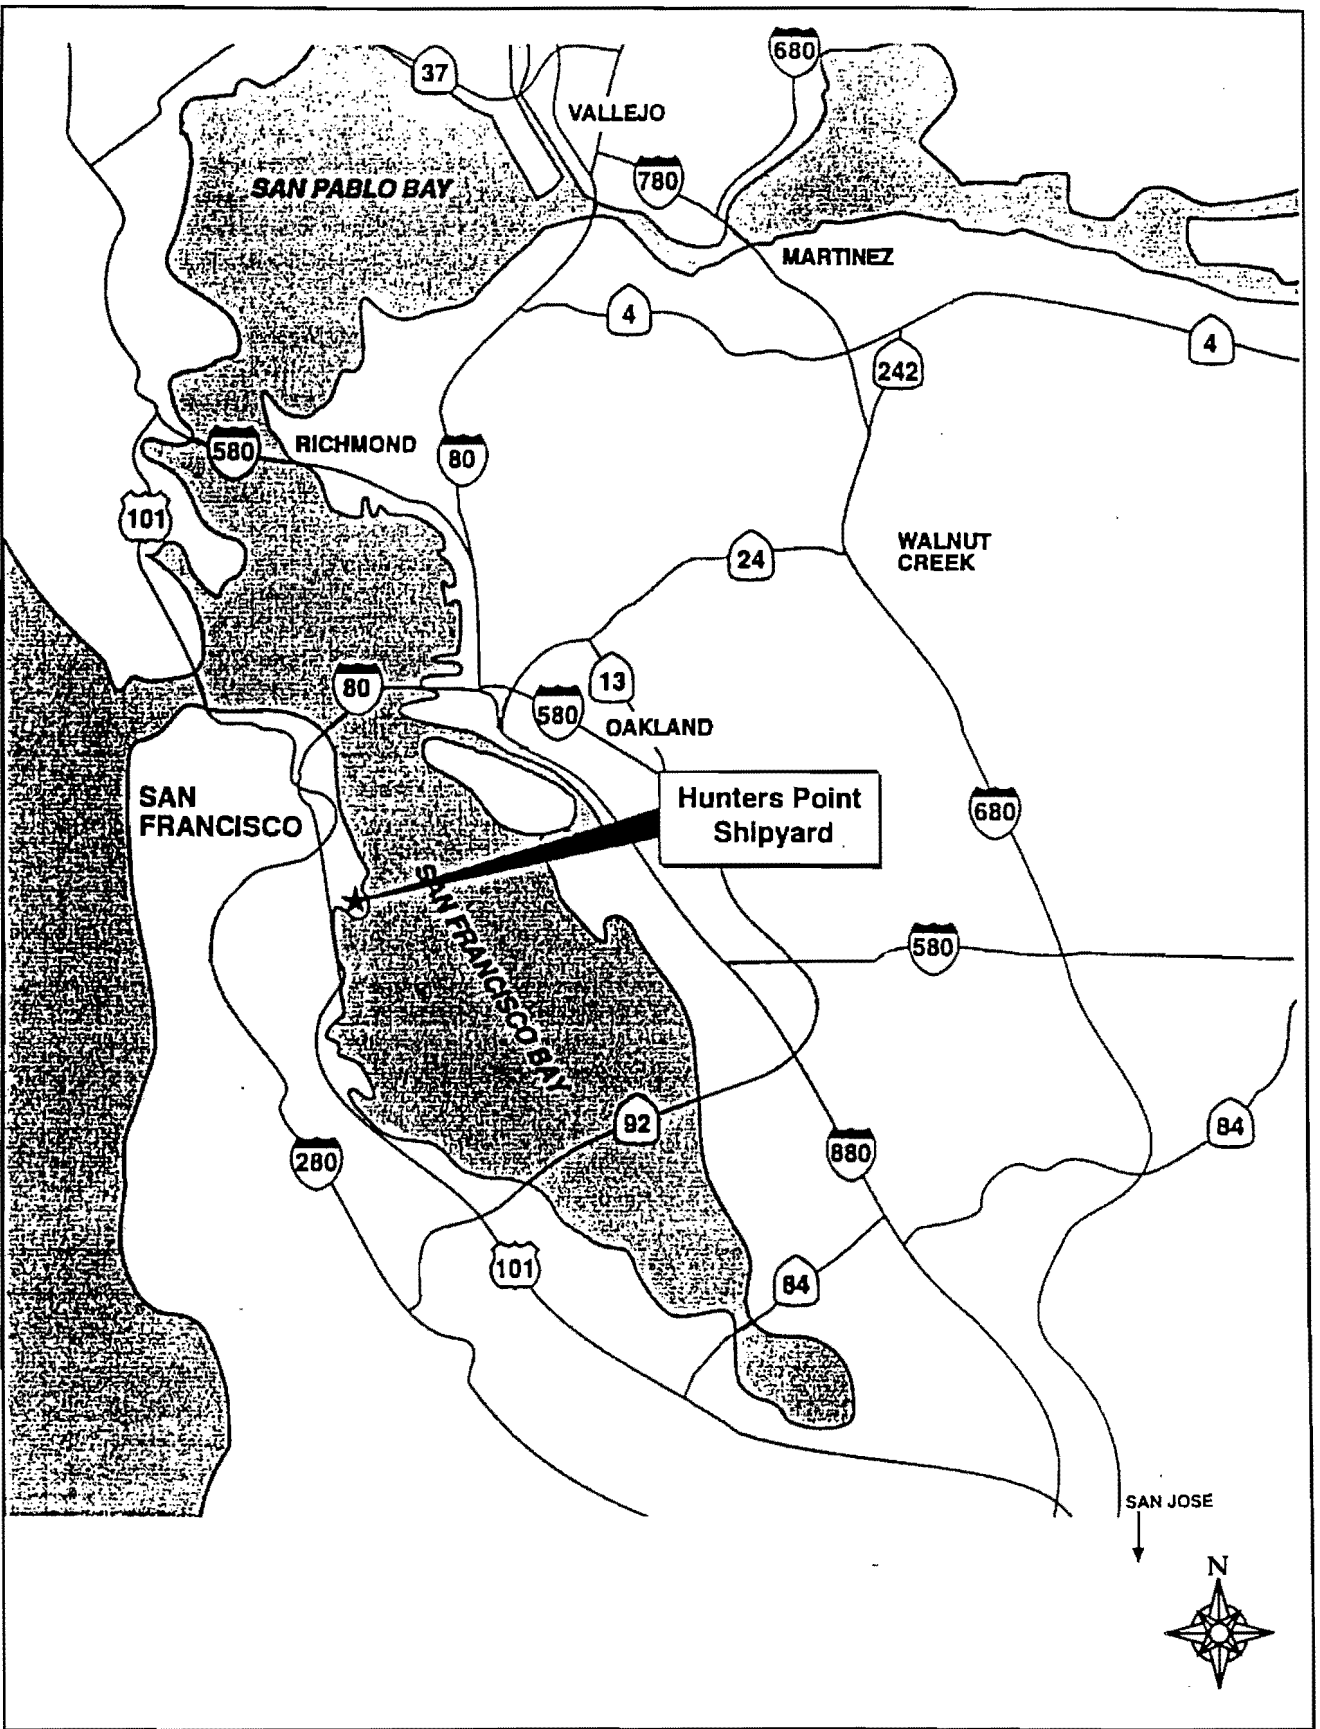 680
37
VALLEJO
780
SAN PABLO BAY
MARTINEZ
4
4
242
580
RICHMOND
80
101
24
WALNUT
CREEK
80
13
580
OAKLAND
SAN
FRANCISCO
Hunters Point
Shipyard
680
SAN FRANCISCO BAY
580
92
84
880
280
101
84
SAN JOSE
N